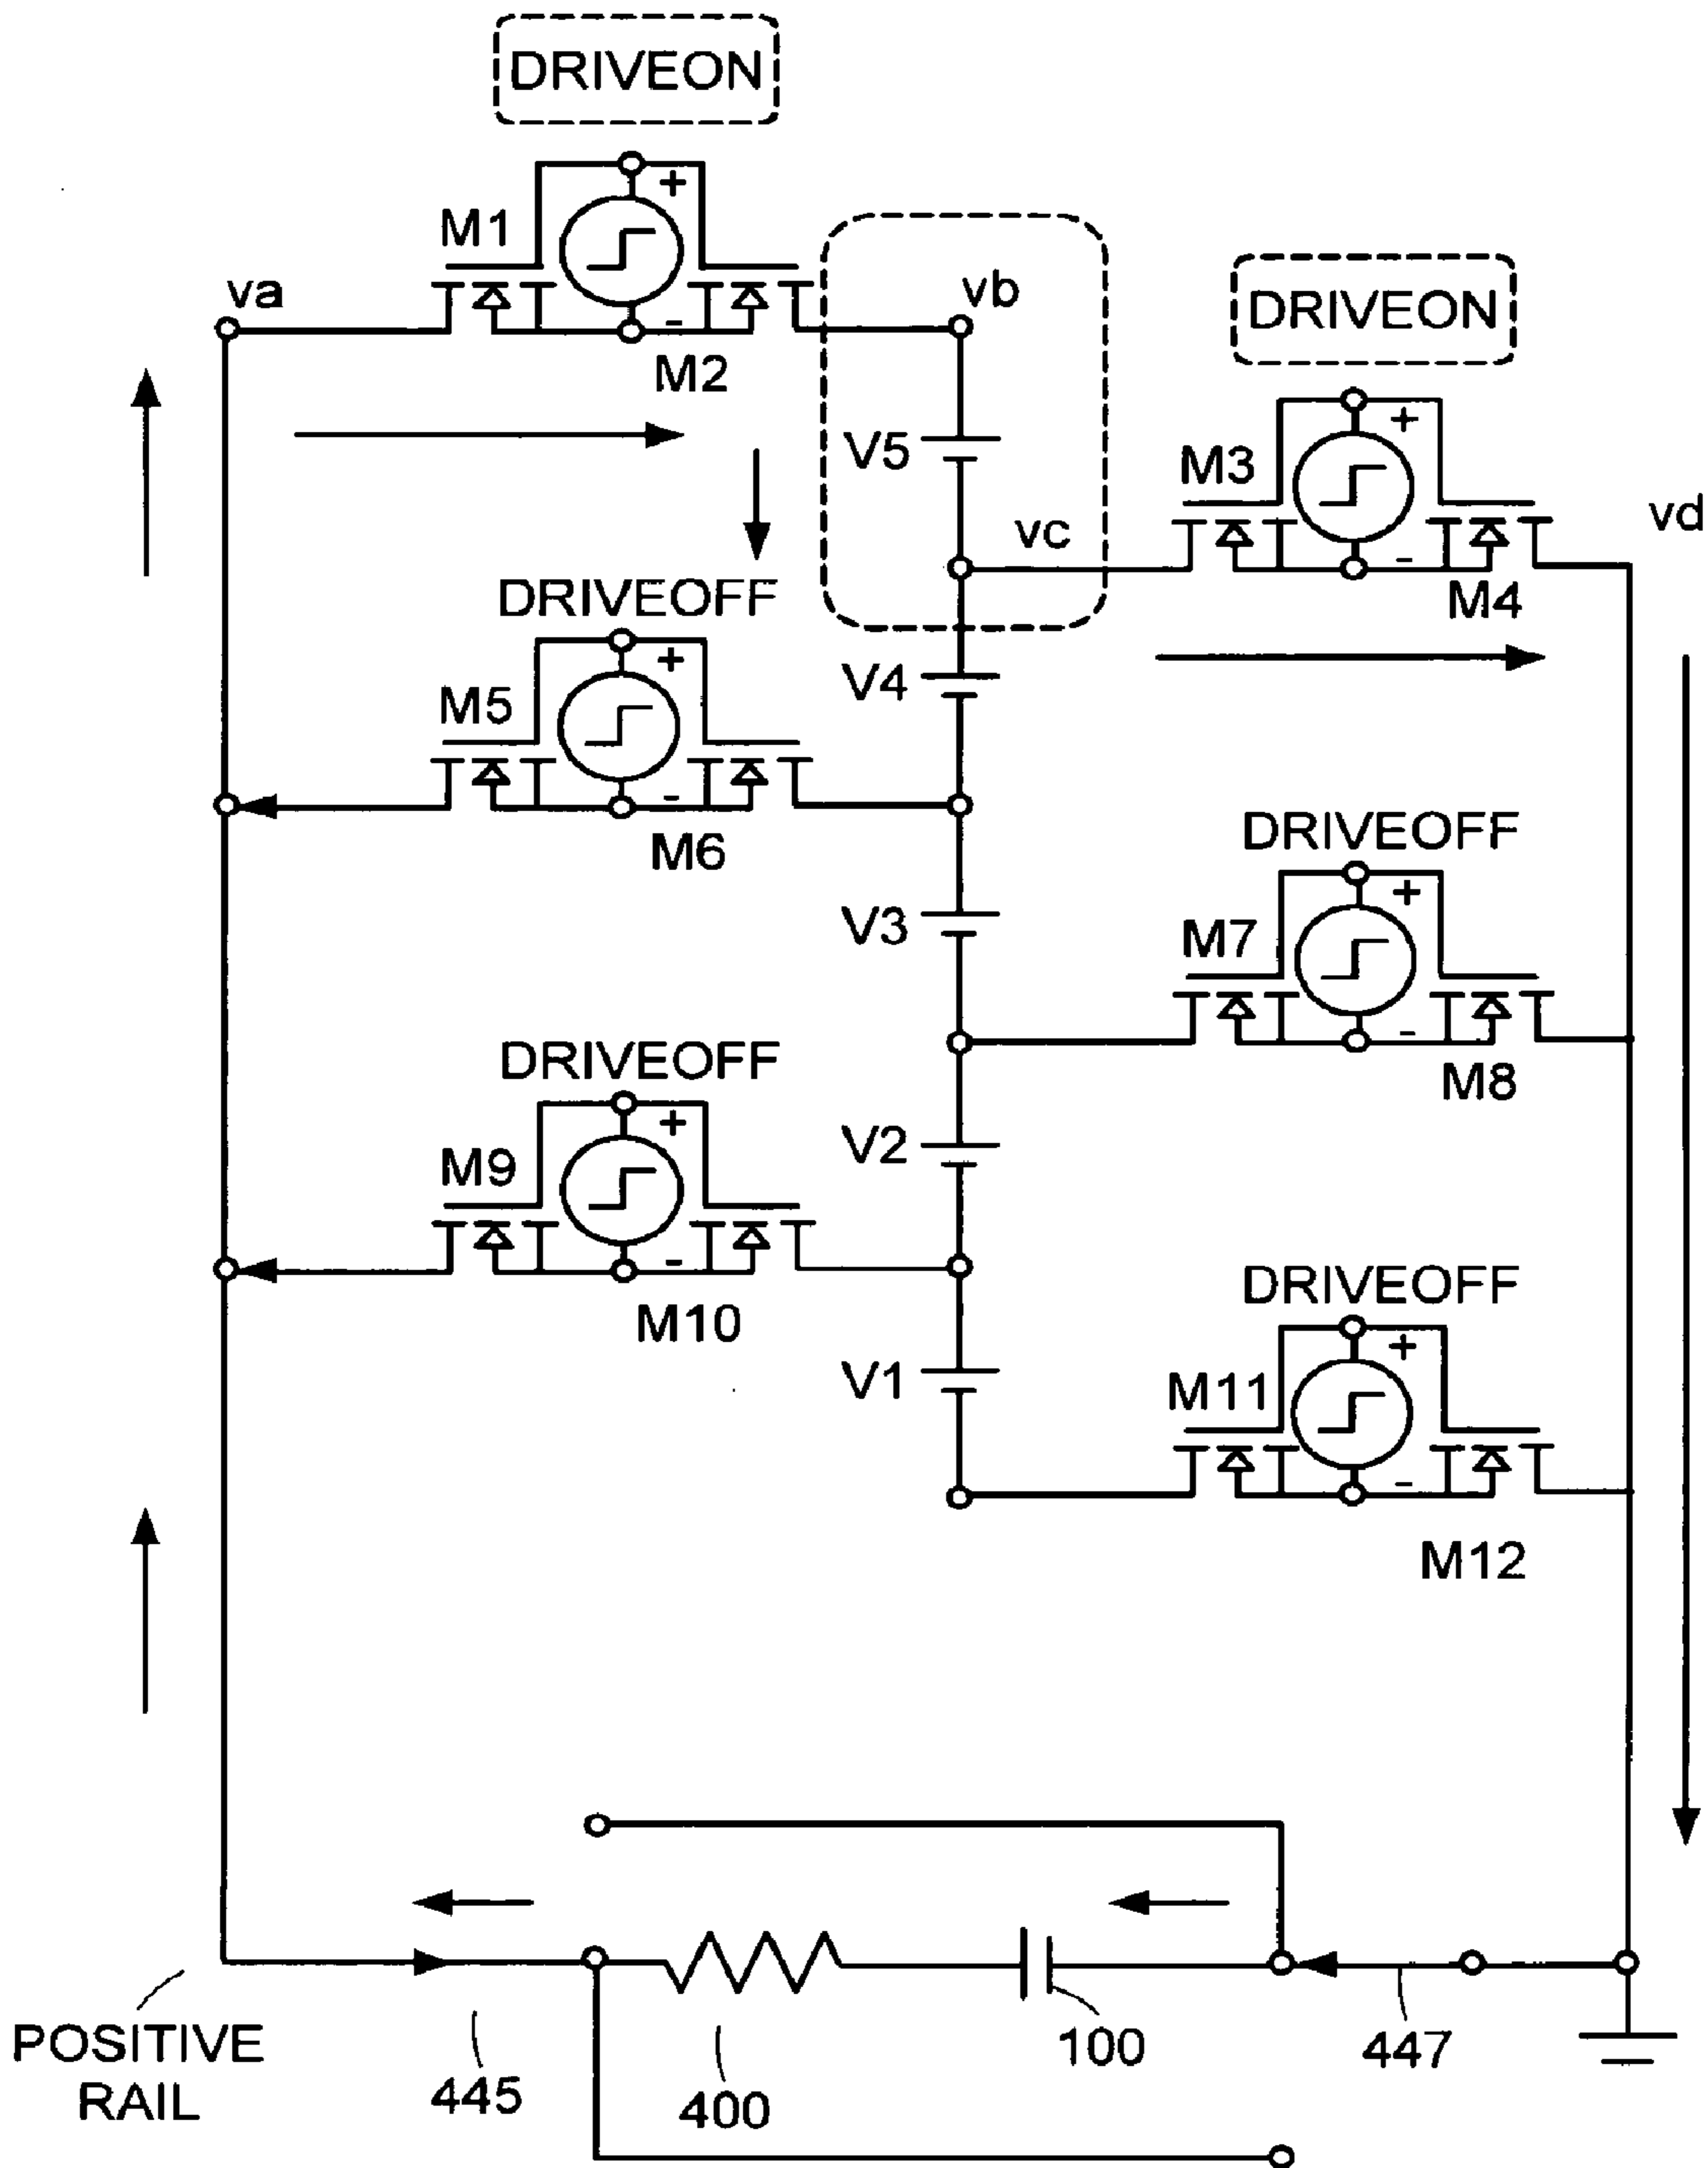 DRIVEON
M1
+
va
-
M2
vb
DRIVEON
V5
M3
+
vd
vc
-
M4
DRIVEOFF
+
V4
M5
-
M6
DRIVEOFF
+
V3
M7
-
M8
DRIVEOFF
+
V2
M9
-
M10
DRIVEOFF
+
V1
M11
-
M12
POSITIVE
RAIL
445
400
100
447